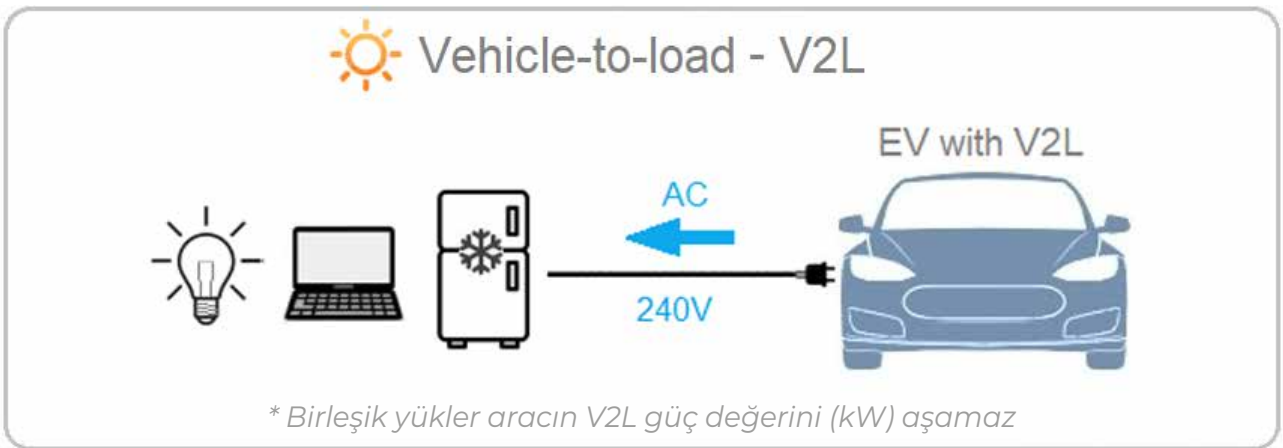 Vehicle-to-load - V2L
EV with V2L
AC
240V
* Birleşik yükler aracın V2L güç değerini (kW) aşamaz